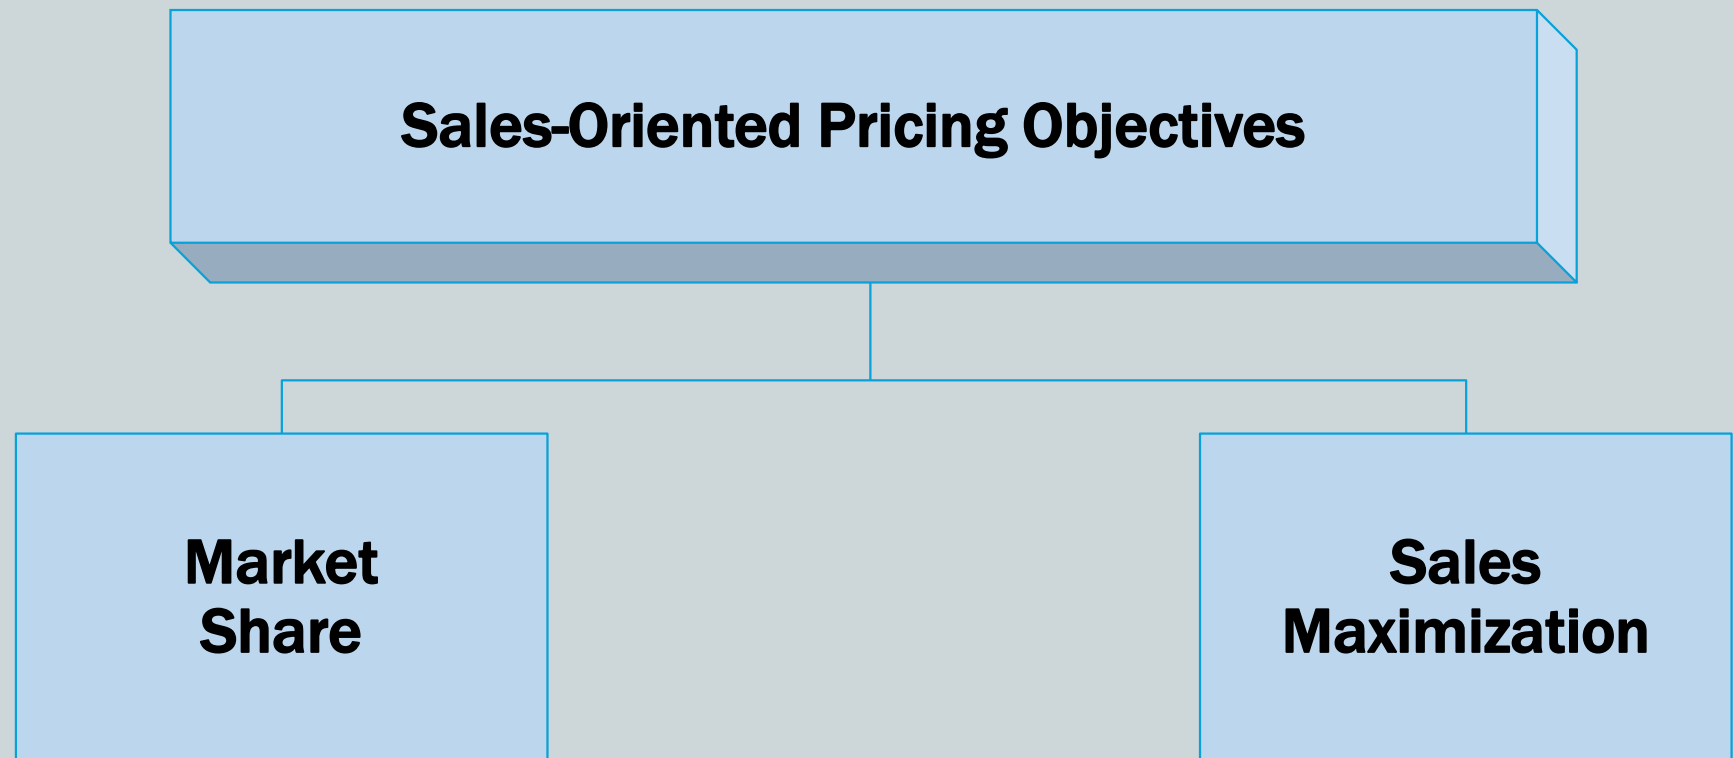 Sales-Oriented Pricing Objectives
Market
Share
Sales
Maximization